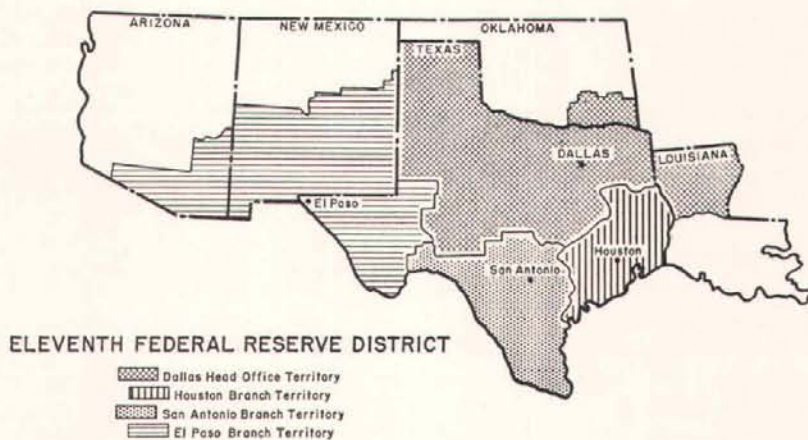 ARIZONA
NEW MEXICO
OKLAHOMA
TEXAS
DALLAS
LOUISIANA
El Paso
Houston
San Antonio
ELEVENTH FEDERAL RESERVE DISTRICT
Dallas Head Office Territory
Houston Branch Territory
San Antonio Branch Territory
El Paso Branch Territory